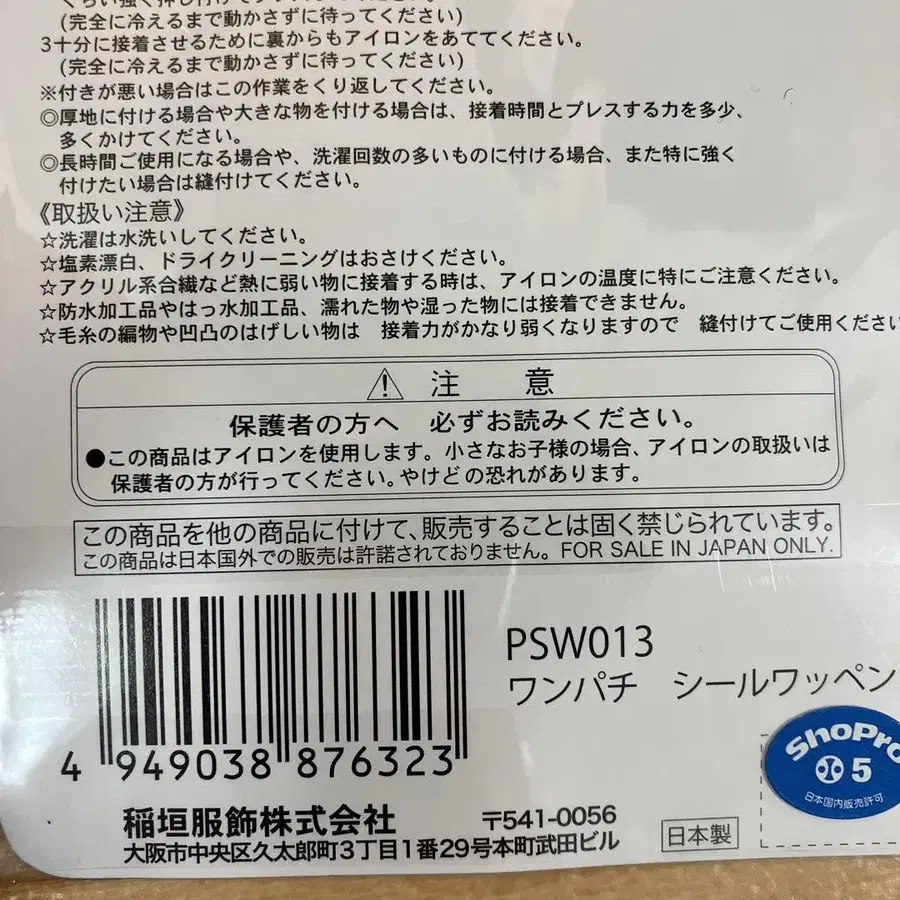 くらい強く押し付けてプレス
(完全に冷えるまで動かさずに待ってください)
3十分に接着させるために裏からもアイロンをあててください。
(完全に冷えるまで動かさずに待ってください)
※付きが悪い場合はこの作業をくり返してください。
◎厚地に付ける場合や大きな物を付ける場合は、接着時間とプレスする力を多少、
多くかけてください。
◎長時間ご使用になる場合や、洗濯回数の多いものに付ける場合、また特に強く
付けたい場合は縫付けてください。
《取扱い注意》
☆洗濯は水洗いしてください。
☆塩素漂白、ドライクリーニングはおさけください。
☆アクリル系合繊など熱に弱い物に接着する時は、アイロンの温度に特にご注意ください。
☆防水加工品やはっ水加工品、濡れた物や湿った物には接着できません。
☆毛糸の編物や凹凸のはげしい物は 接着力がかなり弱くなりますので 縫付けてご使用ください
⚠ 注 意
保護者の方へ 必ずお読みください。
●この商品はアイロンを使用します。小さなお子様の場合、アイロンの取扱いは
保護者の方が行ってください。やけどの恐れがあります。
この商品を他の商品に付けて、販売することは固く禁じられています。
この商品は日本国外での販売は許諾されておりません。FOR SALE IN JAPAN ONLY.
PSW013
ワンパチ シールワッペン
4 949038 876323
ShoPro
5
日本国内販売許可
稲垣服飾株式会社 〒541-0056
大阪市中央区久太郎町3丁目1番29号本町武田ビル
日本製